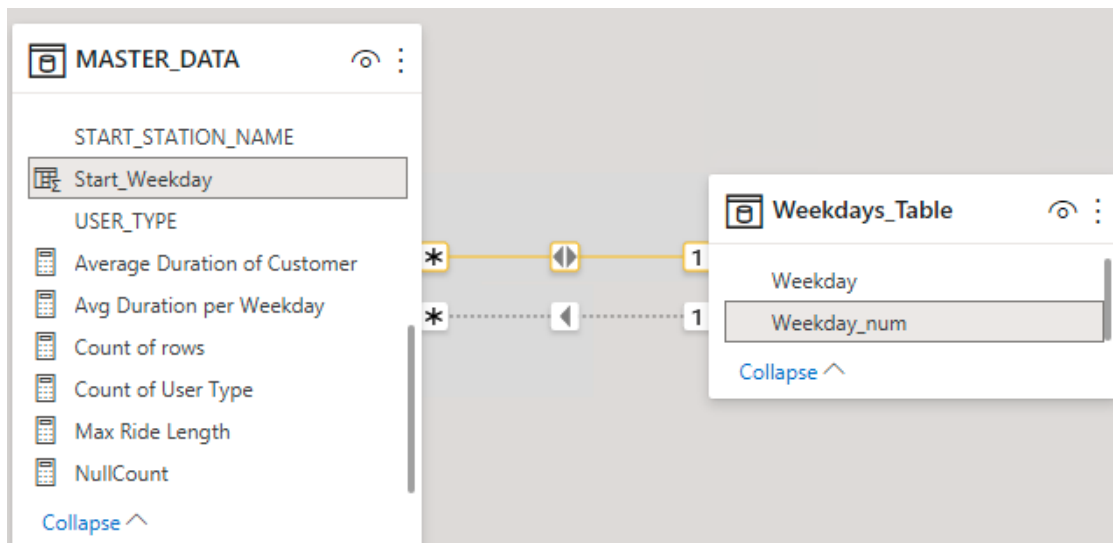 MASTER_DATA
START_STATION_NAME
Start_Weekday
USER_TYPE
Average Duration of Customer
Avg Duration per Weekday
Count of rows
Count of User Type
Max Ride Length
NullCount
Collapse
* 1
* 1
Weekdays_Table
Weekday
Weekday_num
Collapse